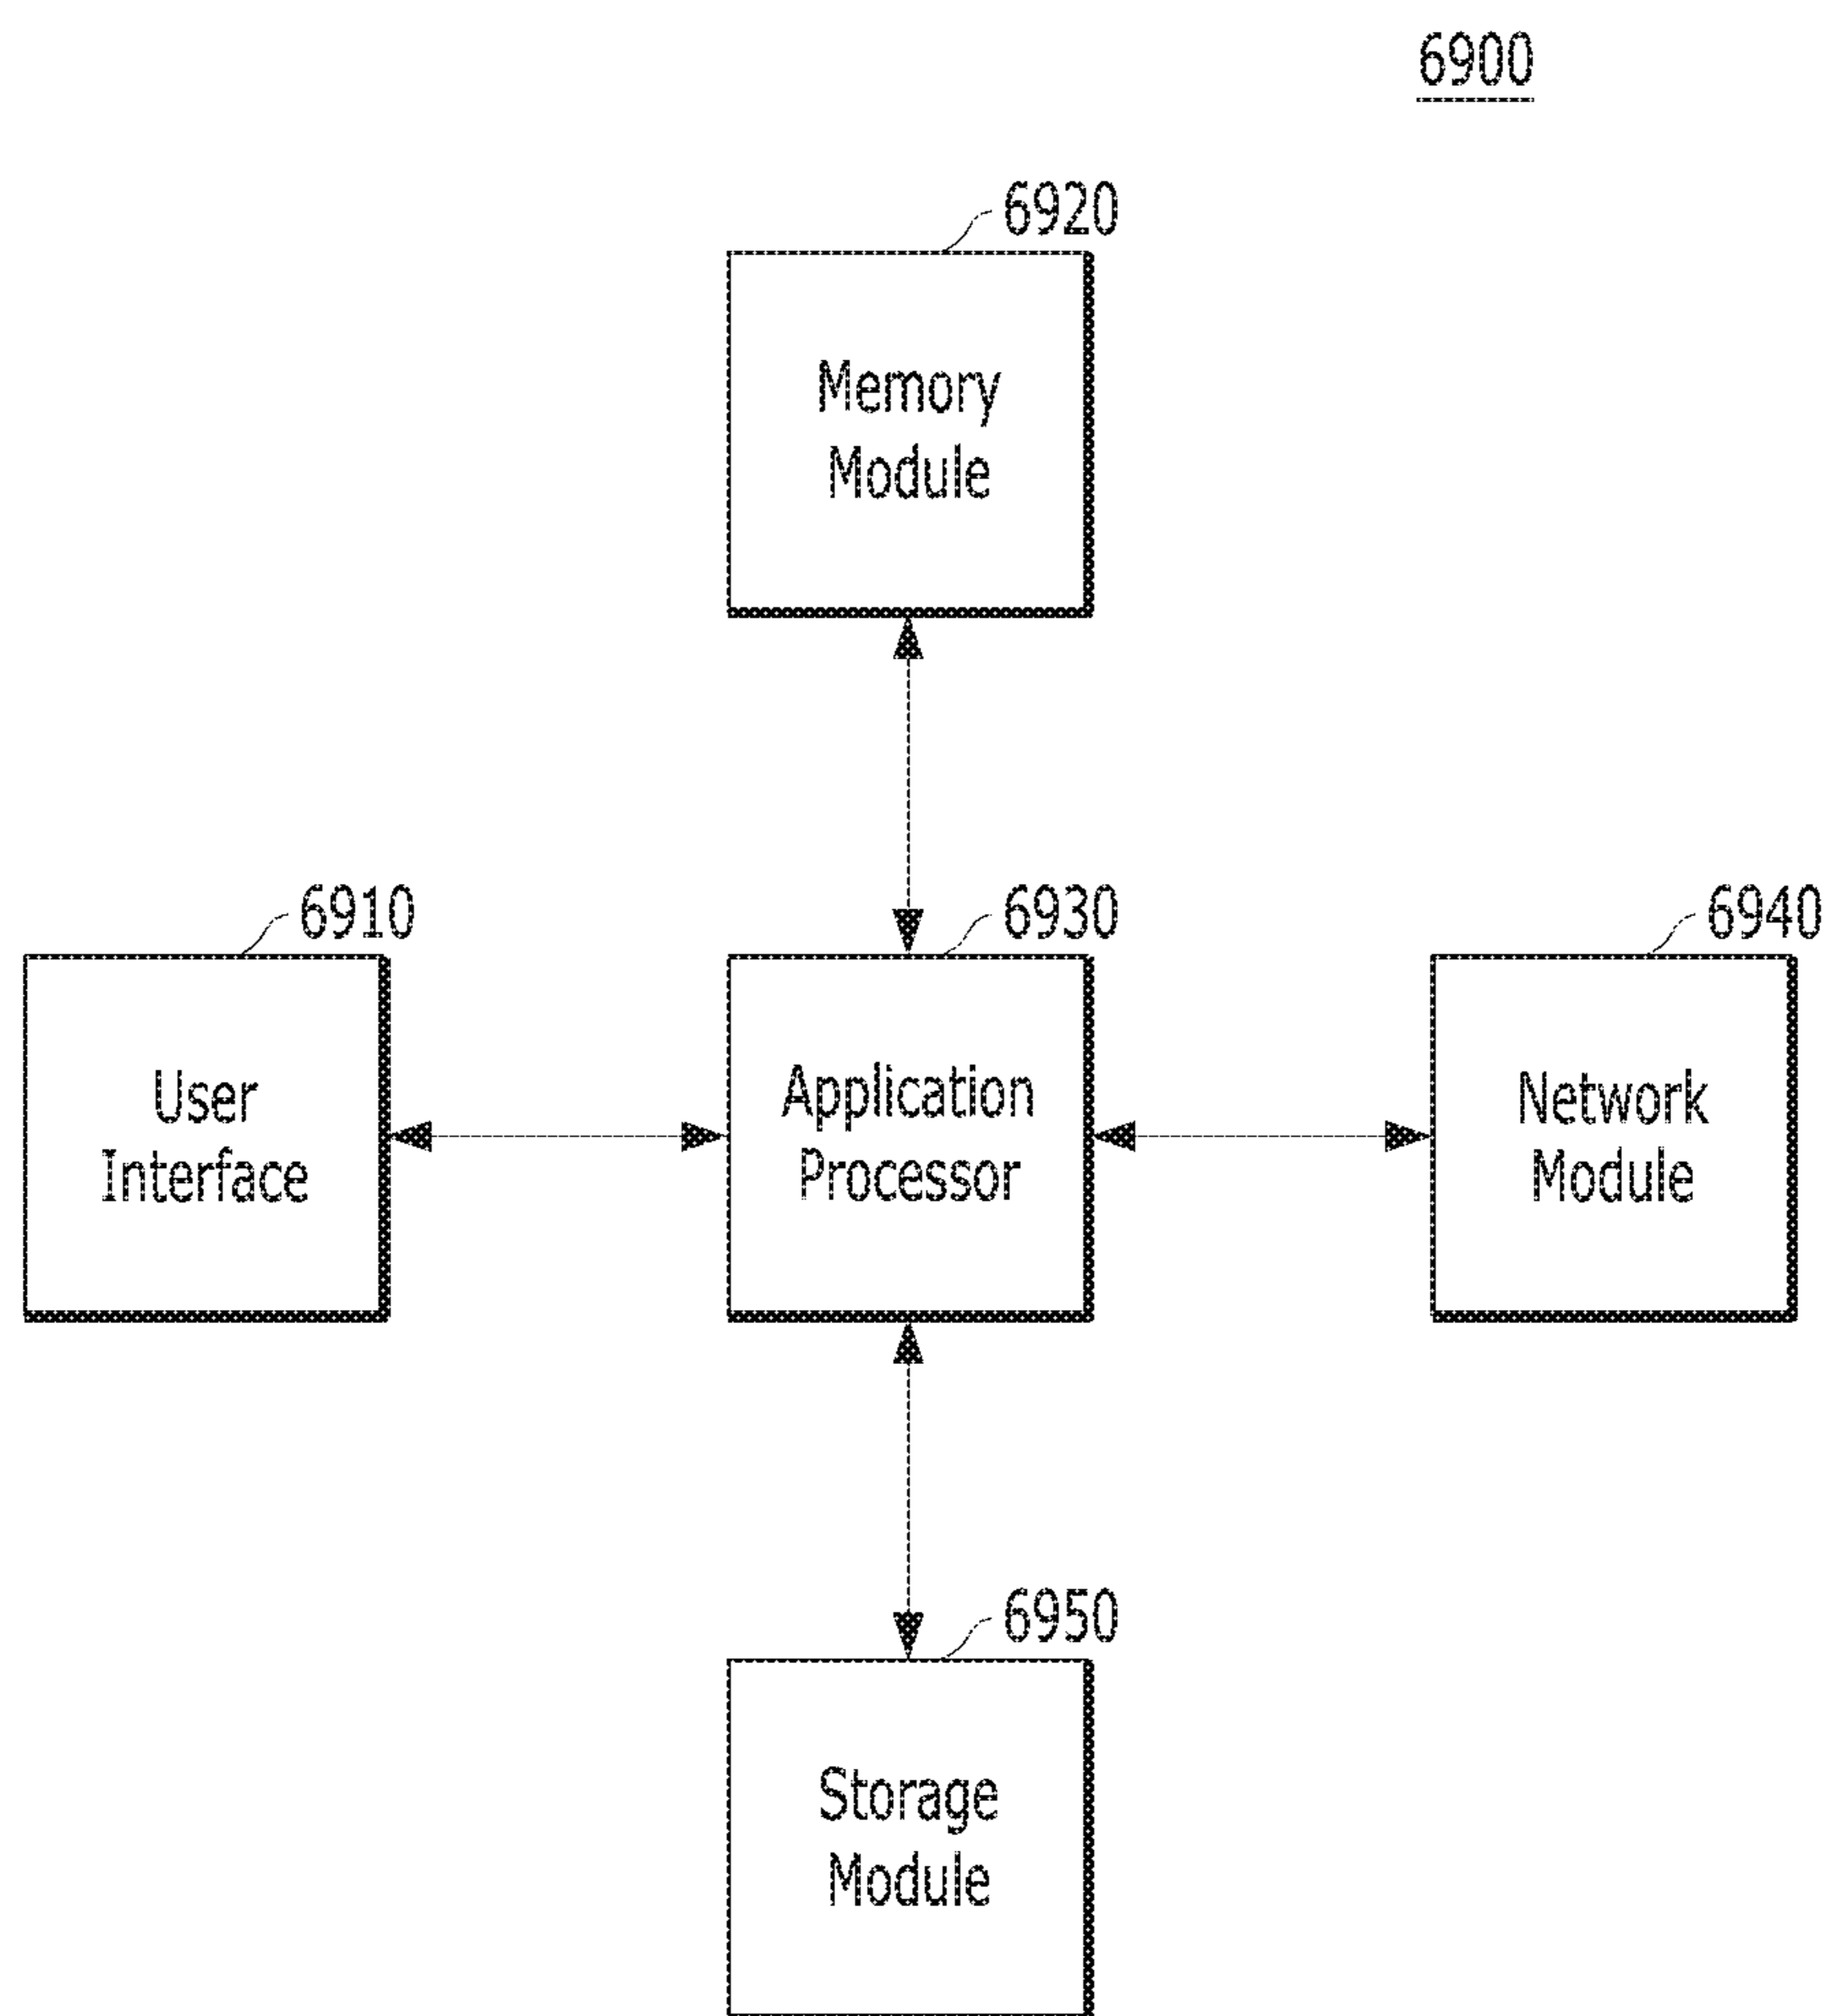 6900
6920
Memory
Module
6910
6930
6940
User
Interface
Application
Processor
Network
Module
6950
Storage
Module